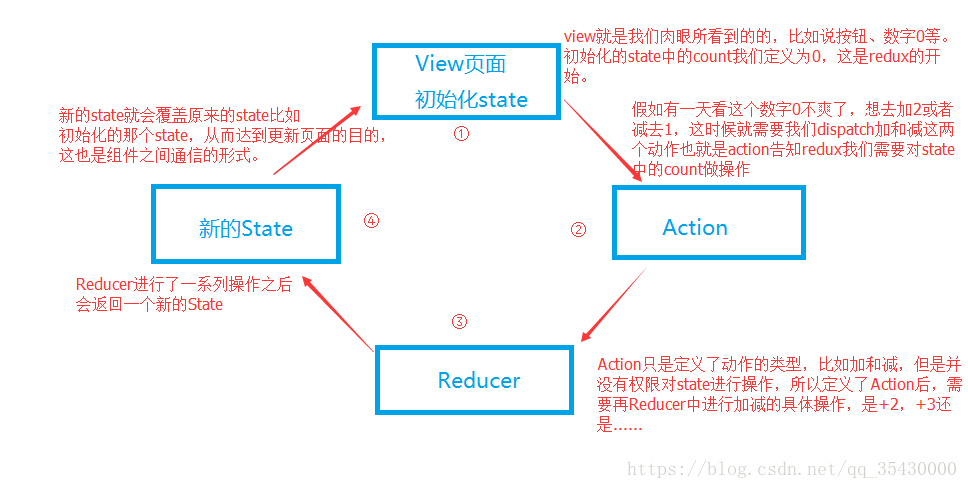 View页面
初始化state
①
view就是我们肉眼所看到的的，比如说按钮、数字0等。
初始化的state中的count我们定义为0，这是redux的开
始。
假如有一天看这个数字0不爽了，想去加2或者
减去1，这时候就需要我们dispatch加和减这两
个动作也就是action告知redux我们需要对state
中的count做操作
Action
②
Action只是定义了动作的类型，比如加和减，但是并
没有权限对state进行操作，所以定义了Action后，需
要再Reducer中进行加减的具体操作，是+2，+3还
是......
③
Reducer
Reducer进行了一系列操作之后
会返回一个新的State
新的State
④
新的state就会覆盖原来的state比如
初始化的那个state，从而达到更新页面的目的，
这也是组件之间通信的形式。
https://blog.csdn.net/qq_35430000